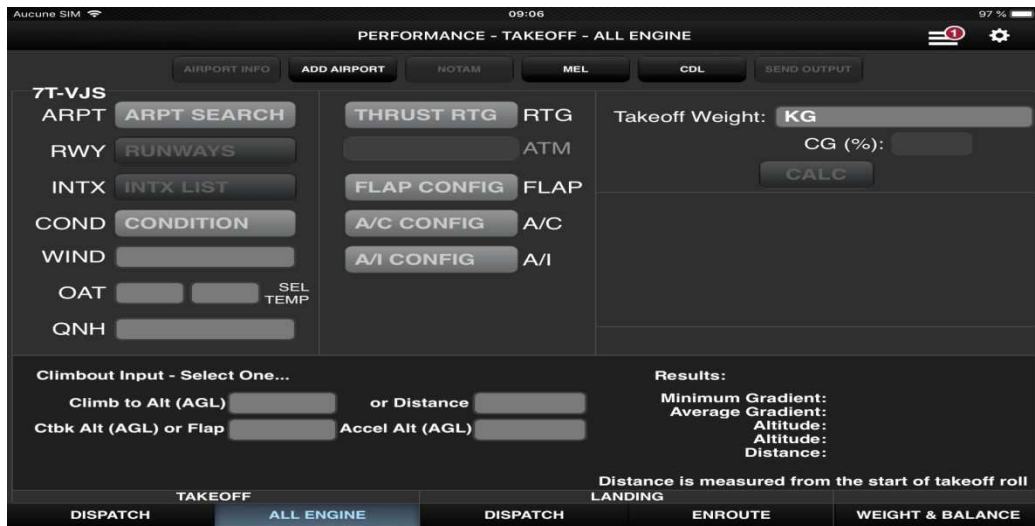 Aucune SIM 09:06 97 %
PERFORMANCE - TAKEOFF - ALL ENGINE 1
AIRPORT INFO ADD AIRPORT NOTAM MEL CDL SEND OUTPUT
7T-VJS
ARPT ARPT SEARCH THRUST RTG RTG Takeoff Weight: KG
RWY RUNWAYS ATM CG (%):
INTX INTX LIST FLAP CONFIG FLAP CALC
COND CONDITION A/C CONFIG A/C
WIND A/I CONFIG A/I
OAT SEL TEMP
QNH
Climbout Input - Select One... Results:
Climb to Alt (AGL) or Distance Minimum Gradient:
Average Gradient:
Ctbk Alt (AGL) or Flap Accel Alt (AGL) Altitude:
Altitude:
Distance:
Distance is measured from the start of takeoff roll
TAKEOFF LANDING
DISPATCH ALL ENGINE DISPATCH ENROUTE WEIGHT & BALANCE